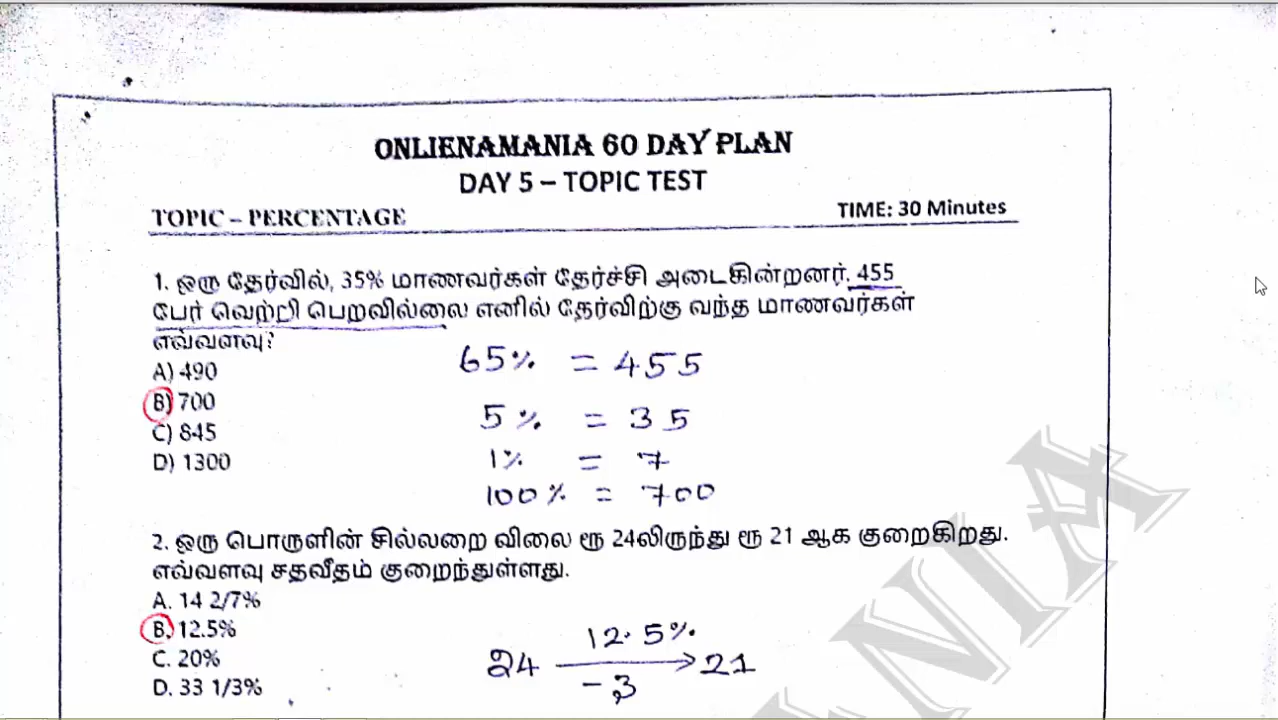 ONLIENAMANIA 60 DAY PLAN
DAY 5 – TOPIC TEST
TOPIC – PERCENTAGE
TIME: 30 Minutes
1. ஒரு தேர்வில், 35% மாணவர்கள் தேர்ச்சி அடைகின்றனர். 455
பேர் வெற்றி பெறவில்லை எனில் தேர்விற்கு வந்த மாணவர்கள்
எவ்வளவு?
A) 490
B) 700
C) 845
D) 1300
65% = 455
5% = 35
1% = 7
100% = 700
2. ஒரு பொருளின் சில்லறை விலை ரூ 24லிருந்து ரூ 21 ஆக குறைகிறது.
எவ்வளவு சதவீதம் குறைந்துள்ளது.
A. 14 2/7%
B. 12.5%
C. 20%
D. 33 1/3%
12.5%
24 → 21
-3